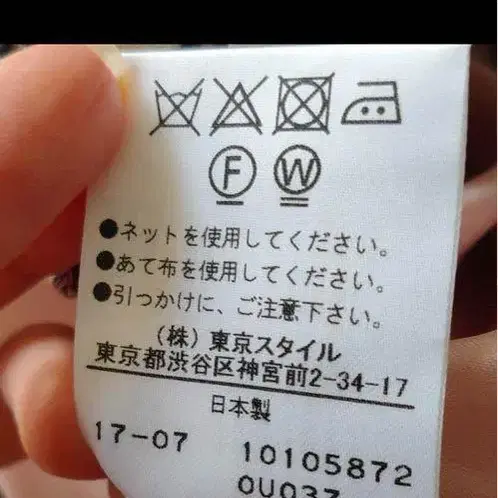 F W
●ネットを使用してください。
●あて布を使用してください。
●引つかけに、ご注意下さい。
(株)東京スタイル
東京都渋谷区神宮前2-34-17
日本製
17-07 10105872
0U037